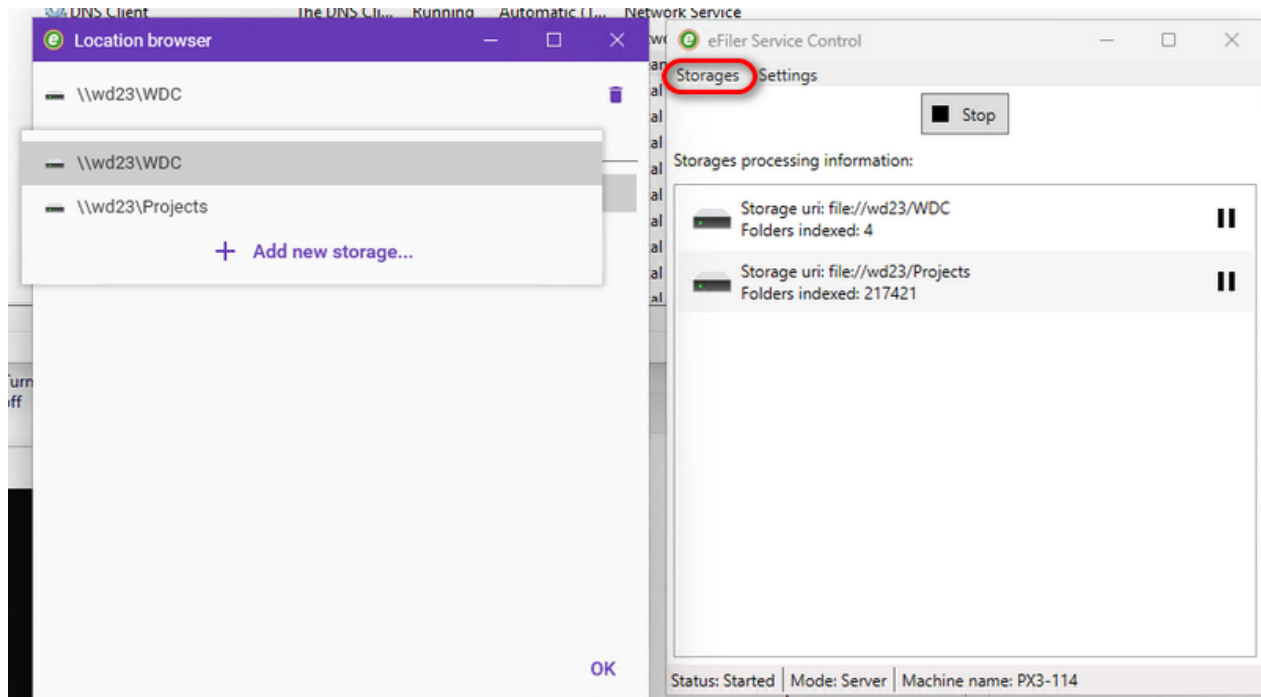 DNS Client The DNS Cli... Running Automatic (T... Network Service
Location browser
\\wd23\WDC
\\wd23\WDC
\\wd23\Projects
Add new storage...
OK
eFiler Service Control
Storages Settings
Stop
Storages processing information:
Storage uri: file://wd23/WDC
Folders indexed: 4
Storage uri: file://wd23/Projects
Folders indexed: 217421
Status: Started Mode: Server Machine name: PX3-114